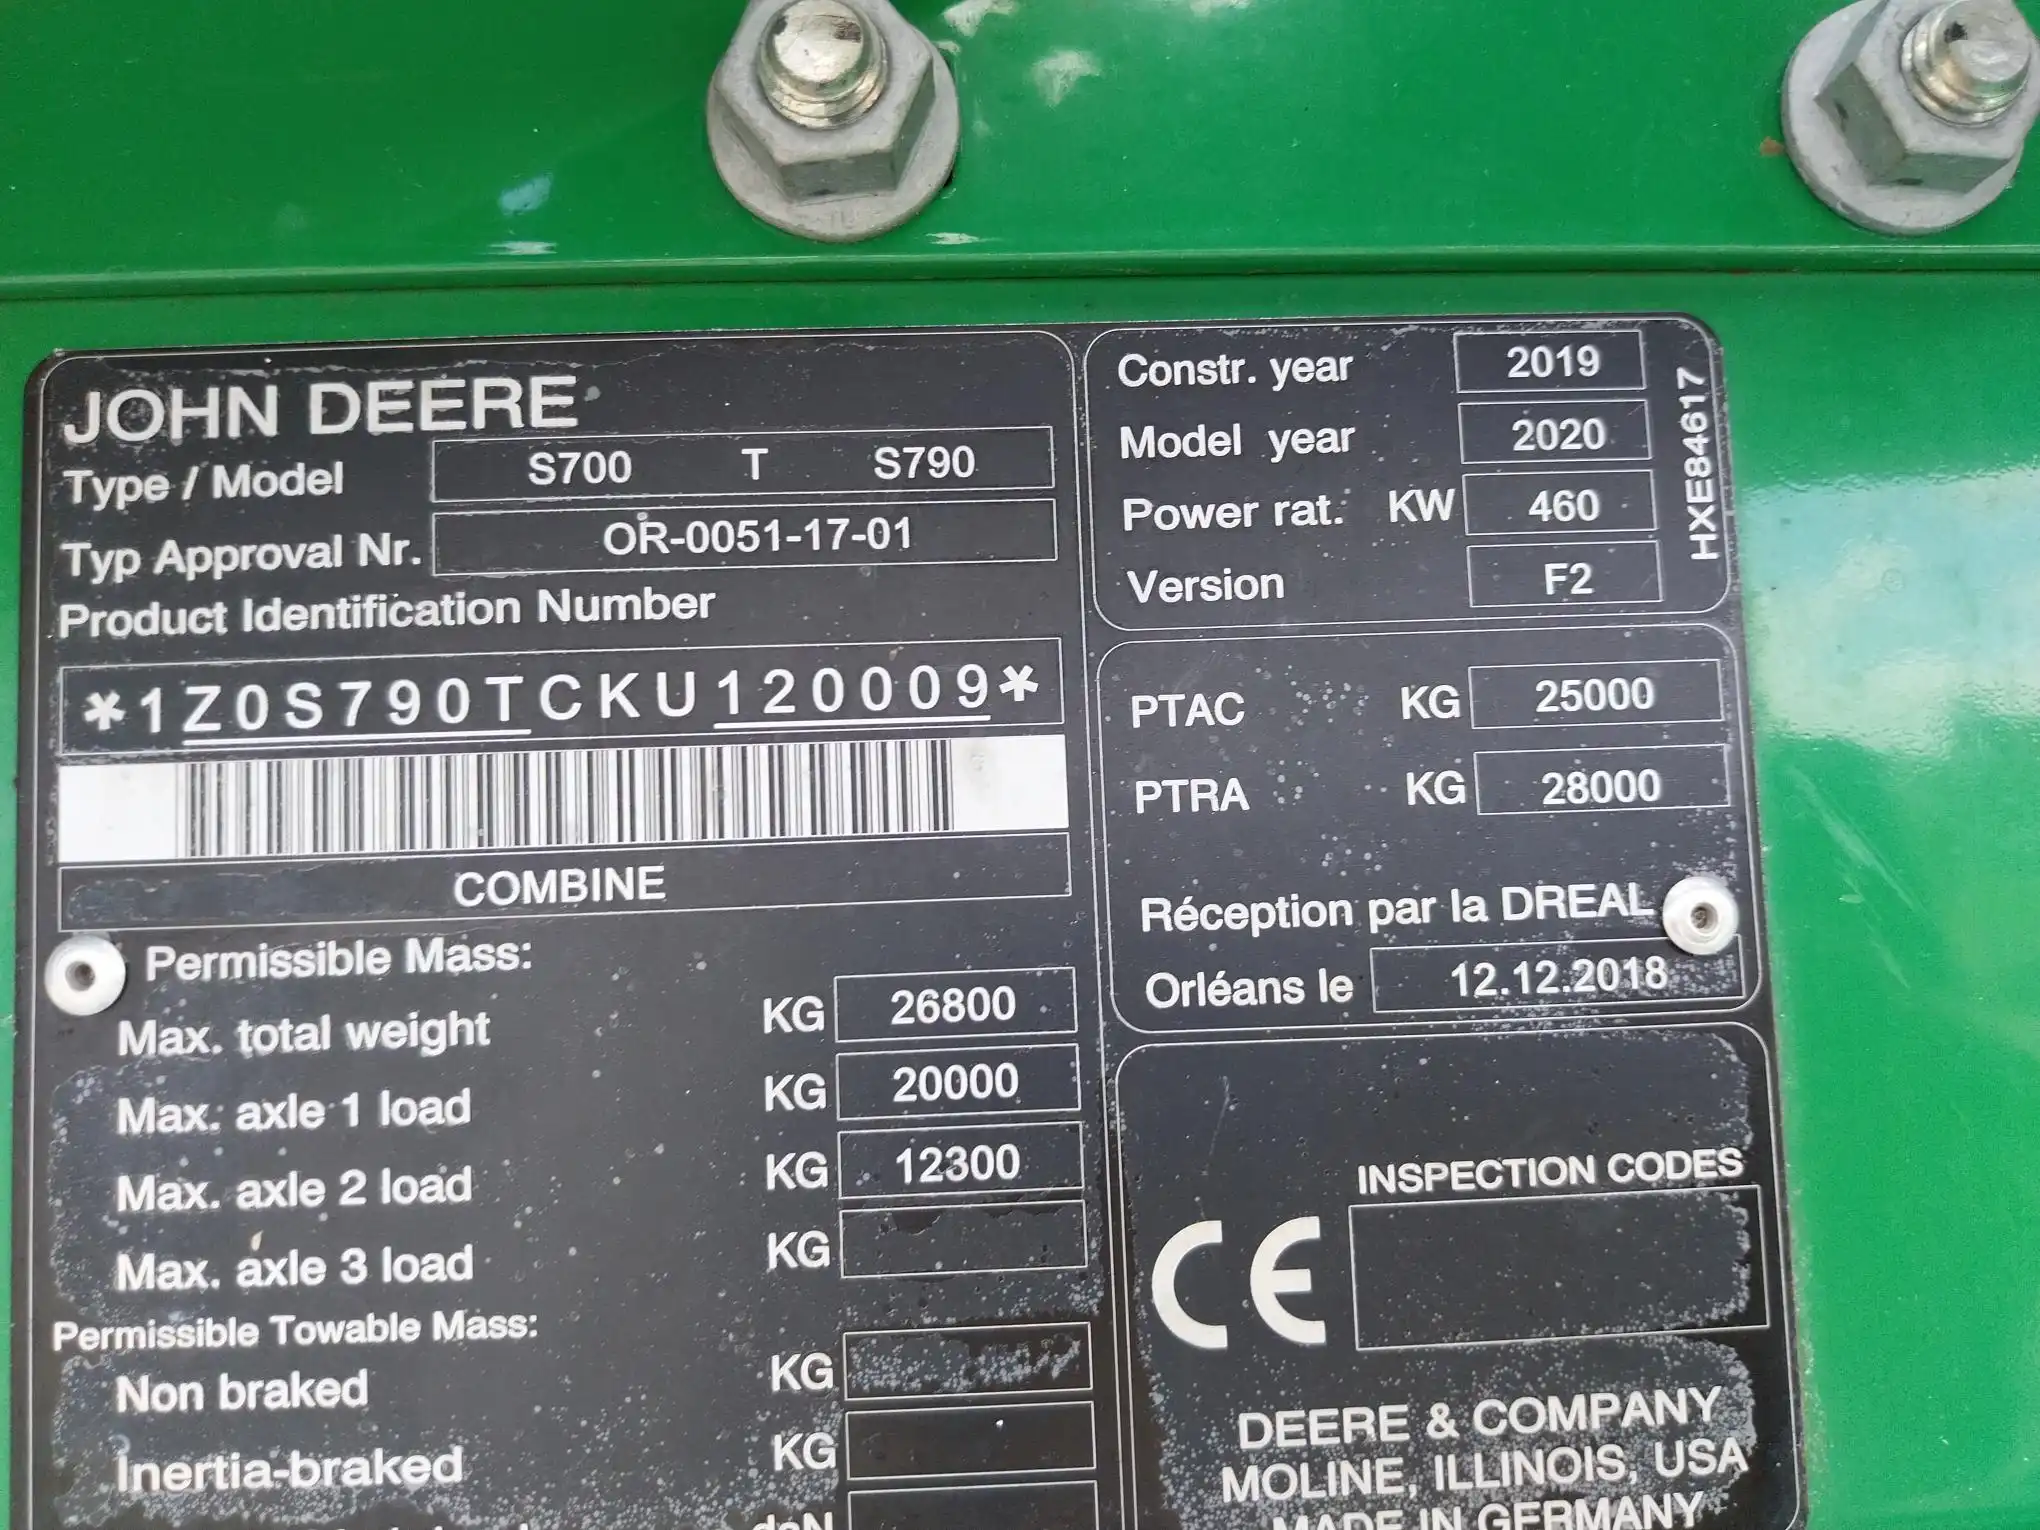 JOHN DEERE
Type / Model S700 T S790
Typ Approval Nr. OR-0051-17-01
Product Identification Number
*1Z0S790TCKU120009*
COMBINE
Permissible Mass:
Max. total weight KG 26800
Max. axle 1 load KG 20000
Max. axle 2 load KG 12300
Max. axle 3 load KG
Permissible Towable Mass:
Non braked KG
Inertia-braked KG
daN
Constr. year 2019
Model year 2020
Power rat. KW 460
Version F2
HXE84617
PTAC KG 25000
PTRA KG 28000
Réception par la DREAL
Orléans le 12.12.2018
INSPECTION CODES
CE
DEERE & COMPANY
MOLINE, ILLINOIS, USA
MADE IN GERMANY